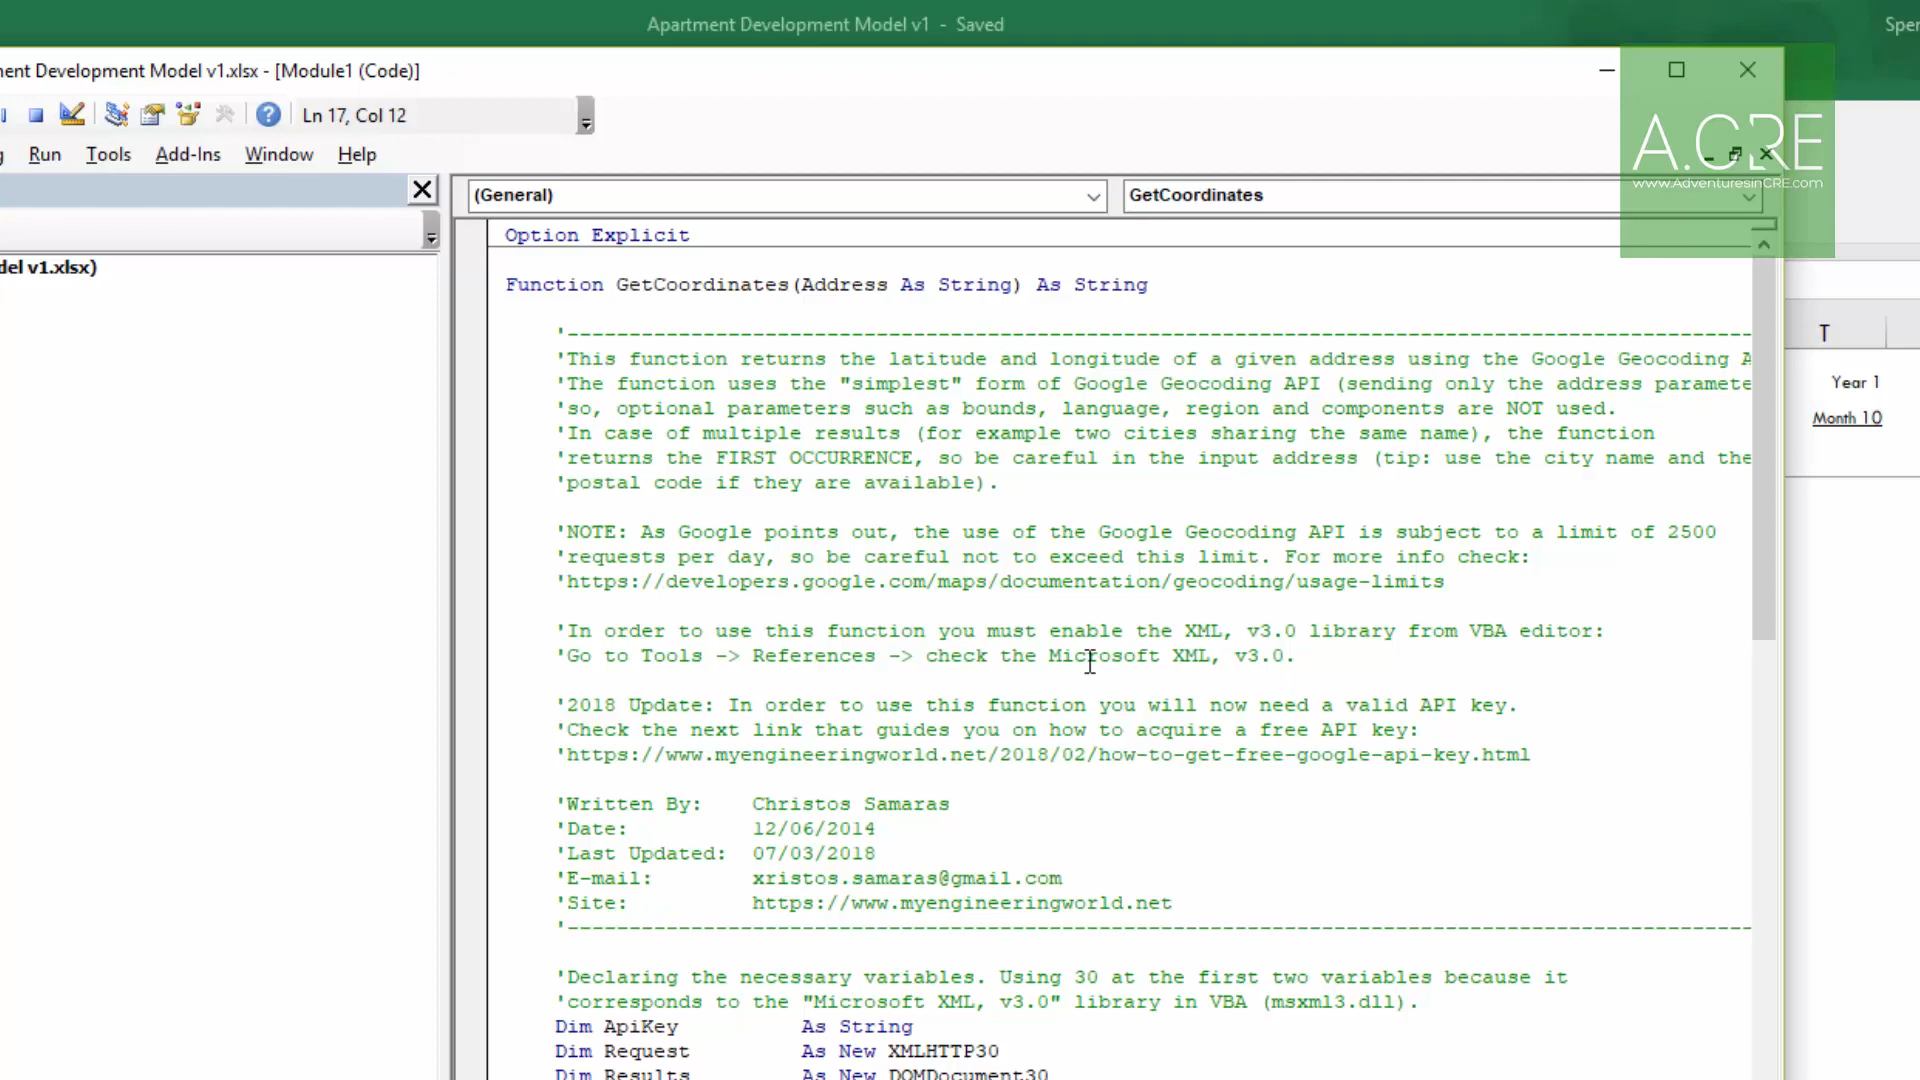 Apartment Development Model v1 - Saved
Development Model v1.xlsx - [Module1 (Code)]
Ln 17, Col 12
Run Tools Add-Ins Window Help
A.CRE
www.AdventuresinCRE.com
(General)
GetCoordinates
v1.xlsx)
Option Explicit
Function GetCoordinates(Address As String) As String
'------------------------------------------------------------------------------------------------
'This function returns the latitude and longitude of a given address using the Google Geocoding A
'The function uses the "simplest" form of Google Geocoding API (sending only the address paramete
'so, optional parameters such as bounds, language, region and components are NOT used.
'In case of multiple results (for example two cities sharing the same name), the function
'returns the FIRST OCCURRENCE, so be careful in the input address (tip: use the city name and the
'postal code if they are available).
'NOTE: As Google points out, the use of the Google Geocoding API is subject to a limit of 2500
'requests per day, so be careful not to exceed this limit. For more info check:
'https://developers.google.com/maps/documentation/geocoding/usage-limits
'In order to use this function you must enable the XML, v3.0 library from VBA editor:
'Go to Tools -> References -> check the Microsoft XML, v3.0.
'2018 Update: In order to use this function you will now need a valid API key.
'Check the next link that guides you on how to acquire a free API key:
'https://www.myengineeringworld.net/2018/02/how-to-get-free-google-api-key.html
'Written By: Christos Samaras
'Date: 12/06/2014
'Last Updated: 07/03/2018
'E-mail: xristos.samaras@gmail.com
'Site: https://www.myengineeringworld.net
'------------------------------------------------------------------------------------------------
'Declaring the necessary variables. Using 30 at the first two variables because it
'corresponds to the "Microsoft XML, v3.0" library in VBA (msxml3.dll).
Dim ApiKey As String
Dim Request As New XMLHTTP30
Dim Results As New DOMDocument30
T
Year 1
Month 10